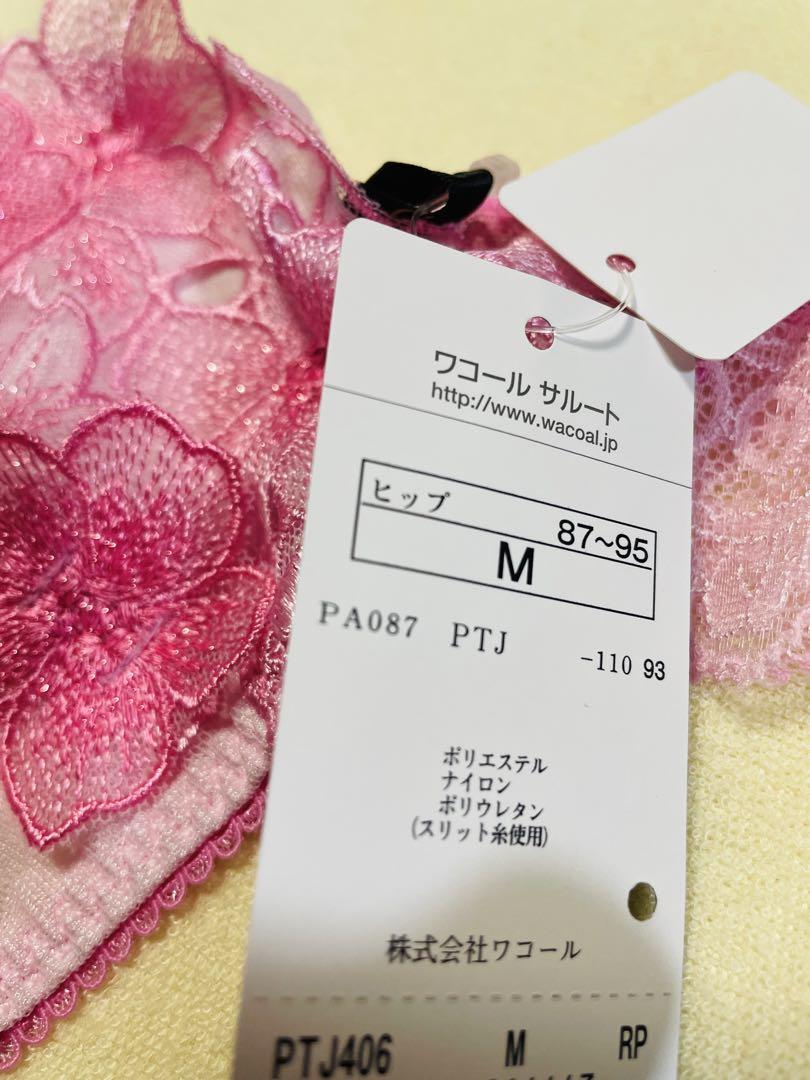 ワコール サルート
http://www.wacoal.jp
ヒップ 87~95
M
PA087 PTJ -110 93
ポリエステル
ナイロン
ポリウレタン
(スリット糸使用)
株式会社ワコール
PTJ406 M RP